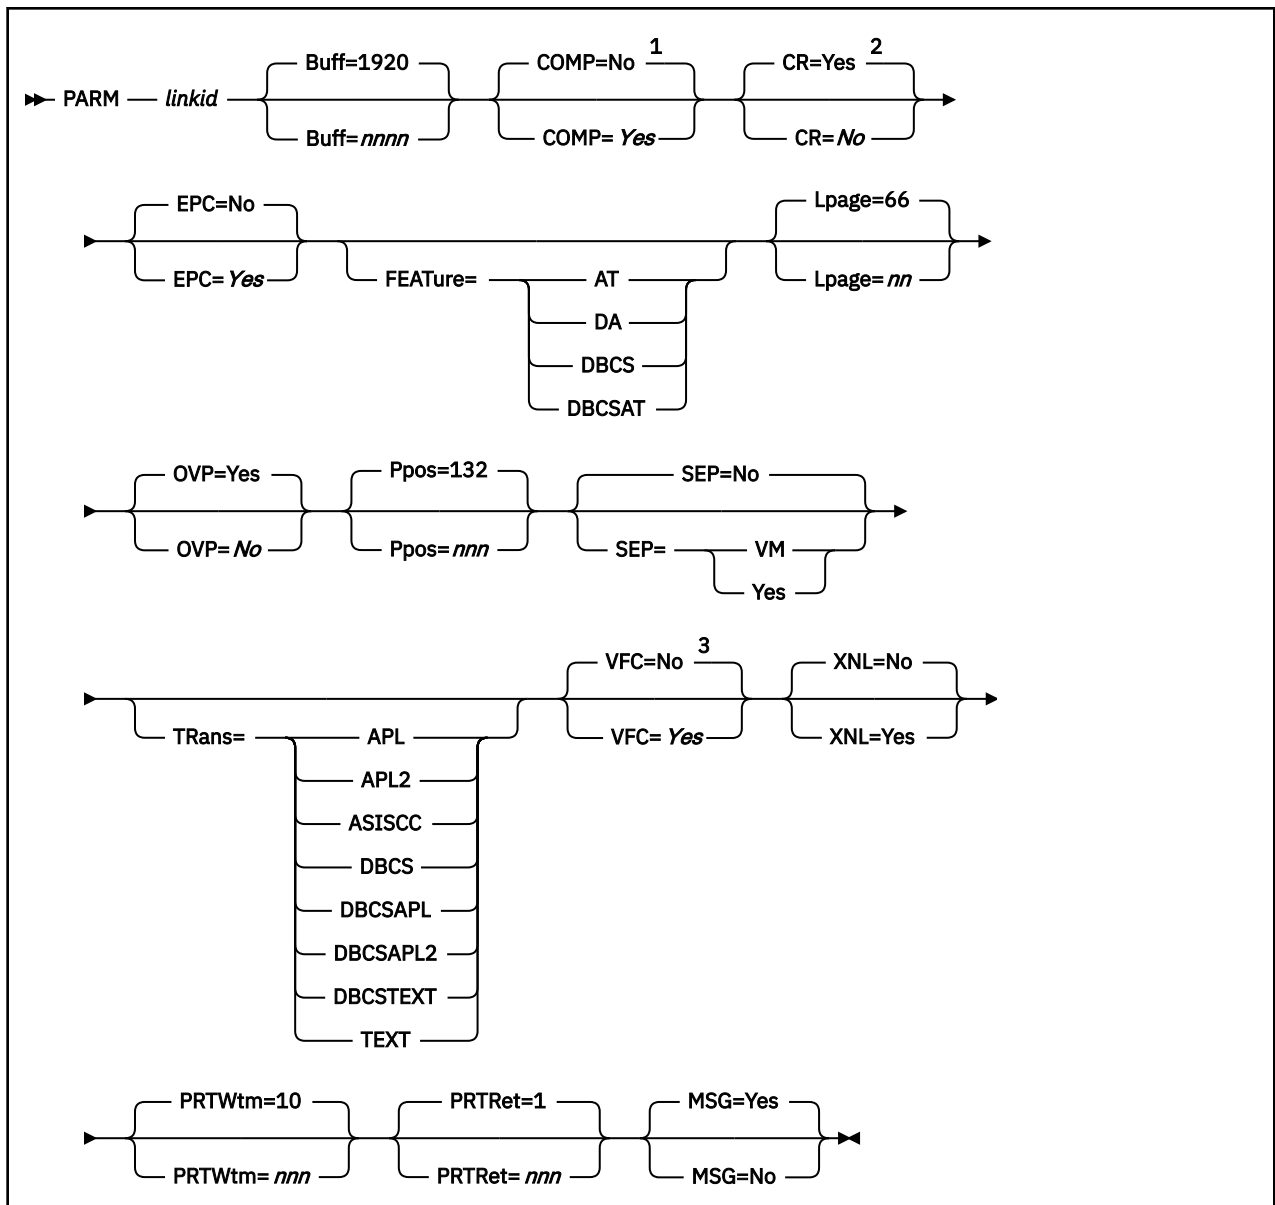 1
2
Buff=1920
COMP=No
CR=Yes
PARM linkid
Buff=nnnn
COMP=Yes
CR=No
EPC=No
Lpage=66
EPC=Yes
FEATure= AT
Lpage=nn
DA
DBCS
DBCSAT
OVP=Yes
Ppos=132
SEP=No
OVP=No
Ppos=nnn
SEP= VM
Yes
3
VFC=No
XNL=No
TRans= APL
VFC=Yes
XNL=Yes
APL2
ASISCC
DBCS
DBCSAPL
DBCSAPL2
DBCSTEXT
TEXT
PRTWtm=10
PRTRet=1
MSG=Yes
PRTWtm=nnn
PRTRet=nnn
MSG=No